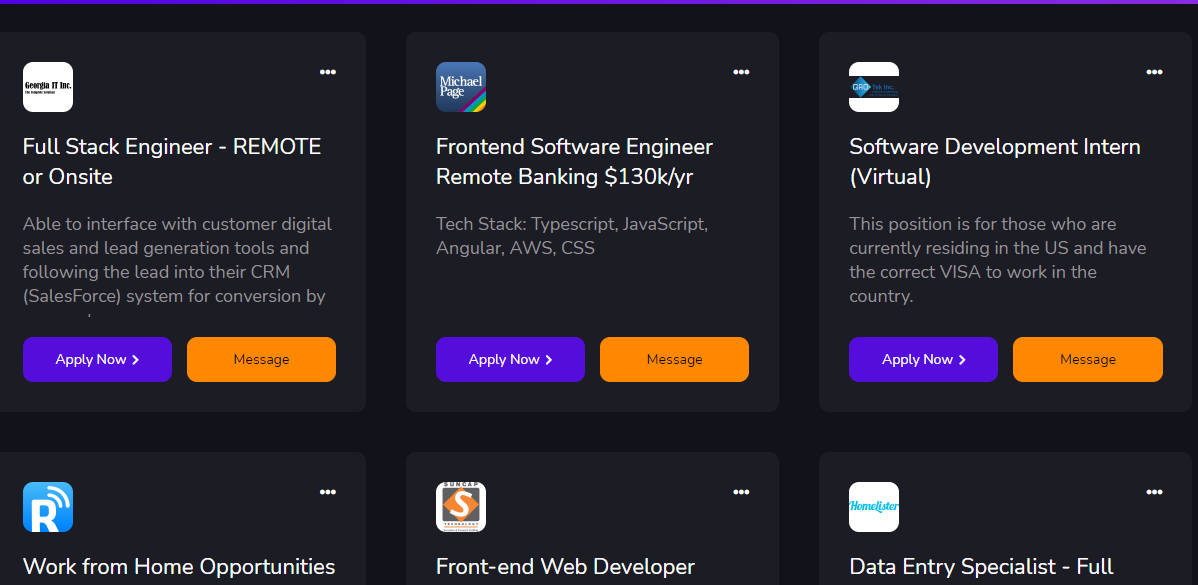 Georgia IT Inc.
•••
Full Stack Engineer - REMOTE
or Onsite
Able to interface with customer digital
sales and lead generation tools and
following the lead into their CRM
(SalesForce) system for conversion by
Apply Now >
Message
Michael
Page
•••
Frontend Software Engineer
Remote Banking $130k/yr
Tech Stack: Typescript, JavaScript,
Angular, AWS, CSS
Apply Now >
Message
GRO Tek Inc.
•••
Software Development Intern
(Virtual)
This position is for those who are
currently residing in the US and have
the correct VISA to work in the
country.
Apply Now >
Message
R
•••
Work from Home Opportunities
SUNCAP
S
TECHNOLOGY
•••
Front-end Web Developer
HomeLister
•••
Data Entry Specialist - Full